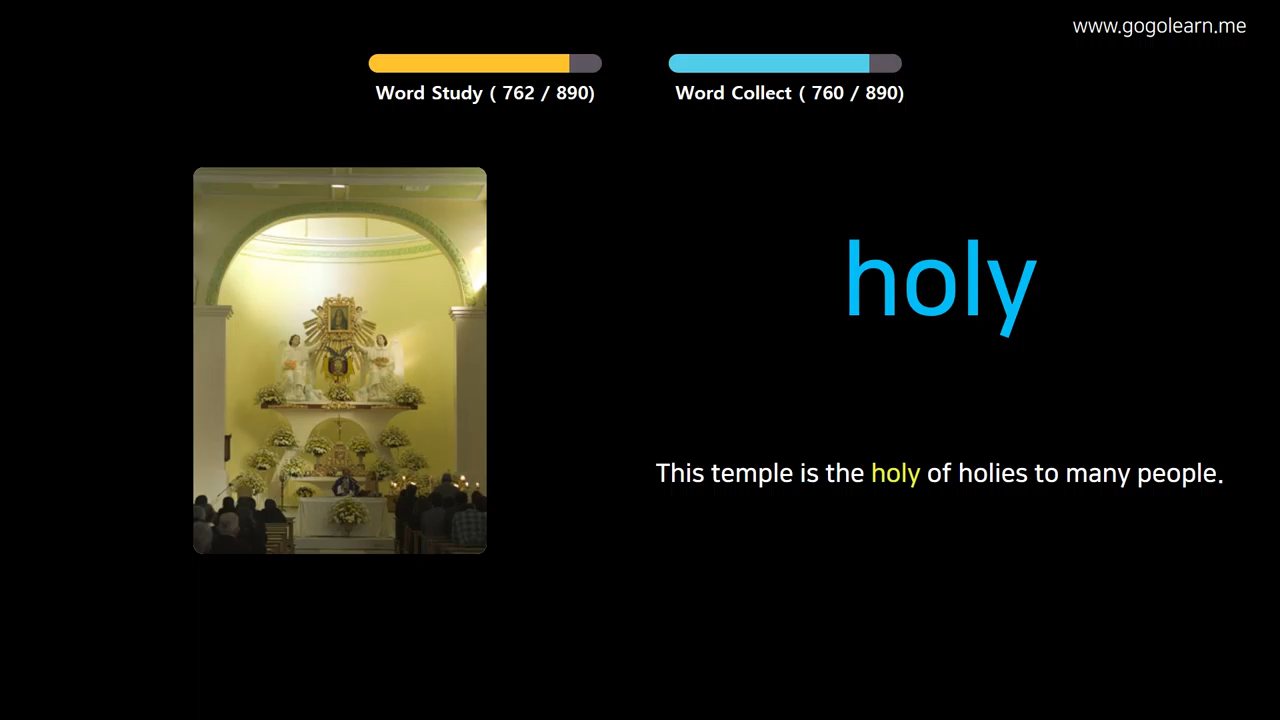 www.gogolearn.me
Word Study ( 762 / 890)
Word Collect ( 760 / 890)
holy
This temple is the holy of holies to many people.